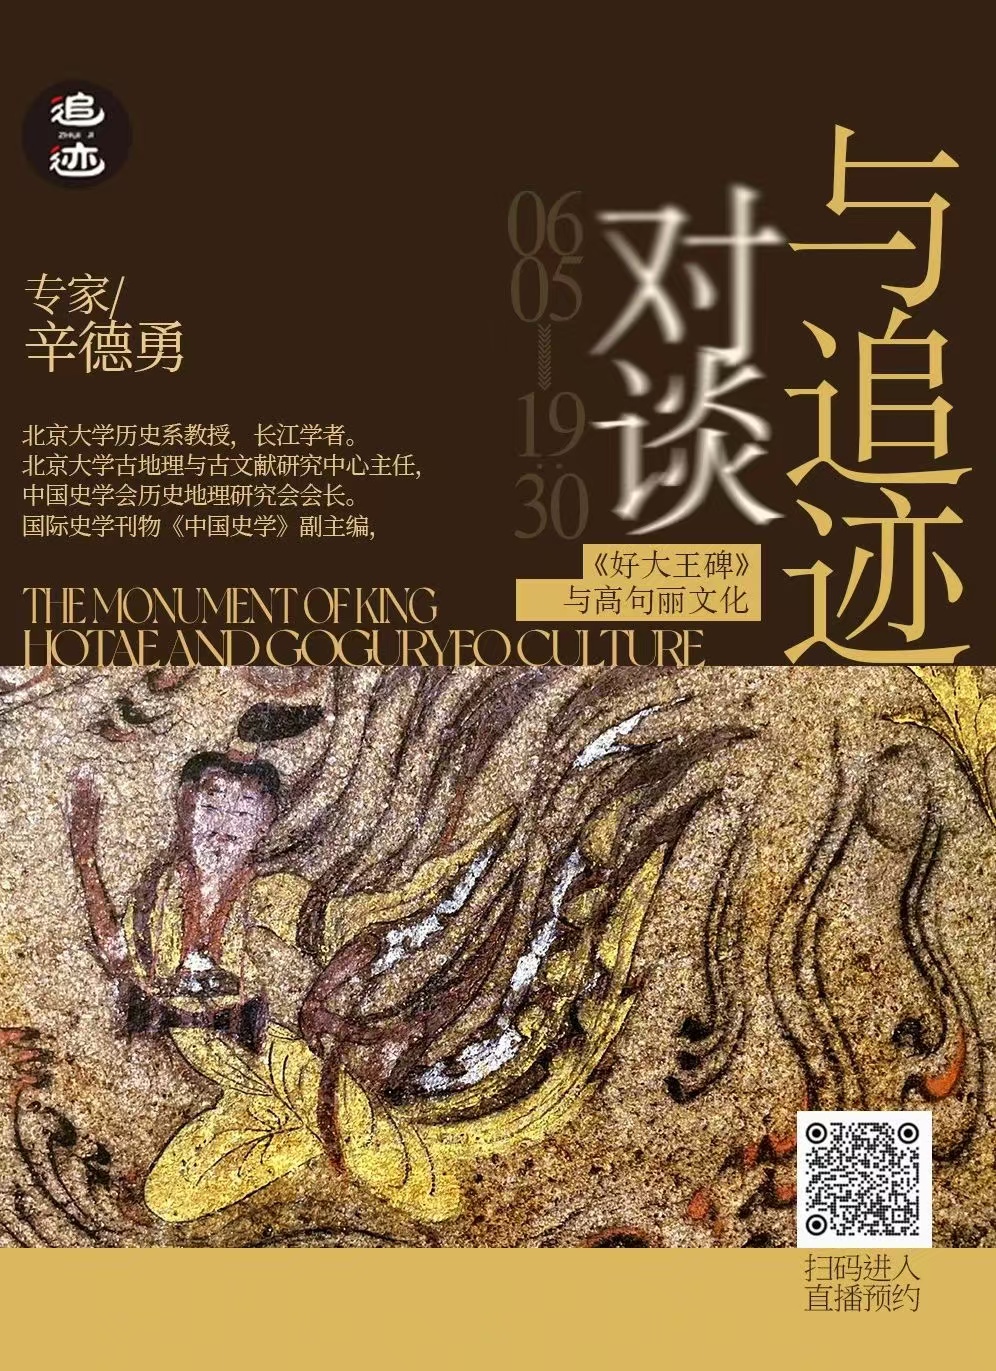 追
ZHUI JI
迹
与追迹
对谈
06
05
19
:
30
专家/
辛德勇
北京大学历史系教授，长江学者。
北京大学古地理与古文献研究中心主任，
中国史学会历史地理研究会会长。
国际史学刊物《中国史学》副主编，
《好大王碑》
与高句丽文化
THE MONUMENT OF KING
HOTAE AND GOGURYEO CULTURE
扫码进入
直播预约